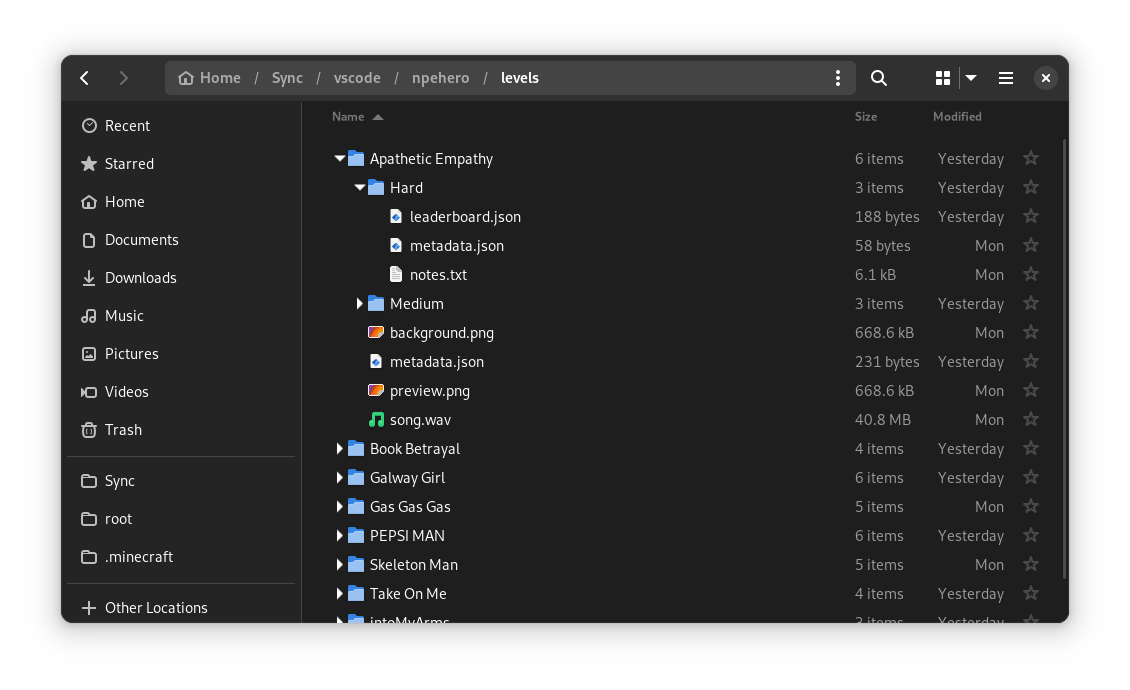 Home / Sync / vscode / npehero / levels
Name Size Modified
Recent
Starred
Home
Documents
Downloads
Music
Pictures
Videos
Trash
Sync
root
.minecraft
Other Locations
Apathetic Empathy 6 items Yesterday
Hard 3 items Yesterday
leaderboard.json 188 bytes Yesterday
metadata.json 58 bytes Mon
notes.txt 6.1 kB Mon
Medium 3 items Yesterday
background.png 668.6 kB Mon
metadata.json 231 bytes Yesterday
preview.png 668.6 kB Mon
song.wav 40.8 MB Mon
Book Betrayal 4 items Yesterday
Galway Girl 6 items Yesterday
Gas Gas Gas 5 items Mon
PEPSI MAN 6 items Yesterday
Skeleton Man 5 items Mon
Take On Me 4 items Yesterday
intoMyArms 3 items Yesterday